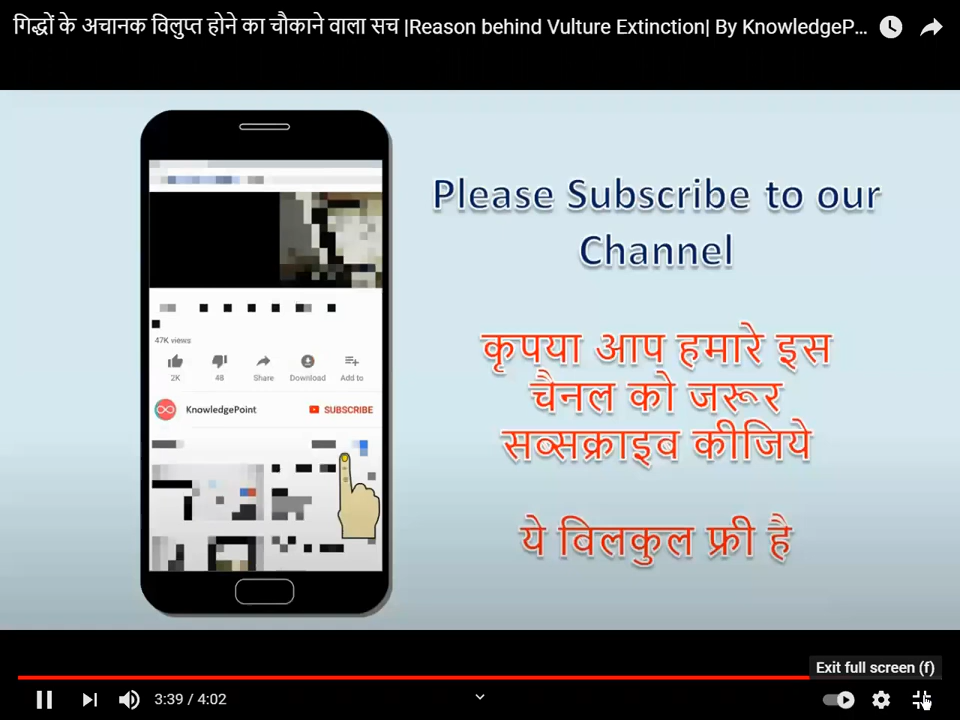 गिद्धों के अचानक विलुप्त होने का चौकाने वाला सच |Reason behind Vulture Extinction| By KnowledgeP...
Please Subscribe to our
Channel
कृपया आप हमारे इस
चैनल को जरूर
सव्सक्राइव कीजिये
ये विलकुल फ्री है
47K views
2K
48
Share
Download
Add to
KnowledgePoint
SUBSCRIBE
Exit full screen (f)
3:39 / 4:02